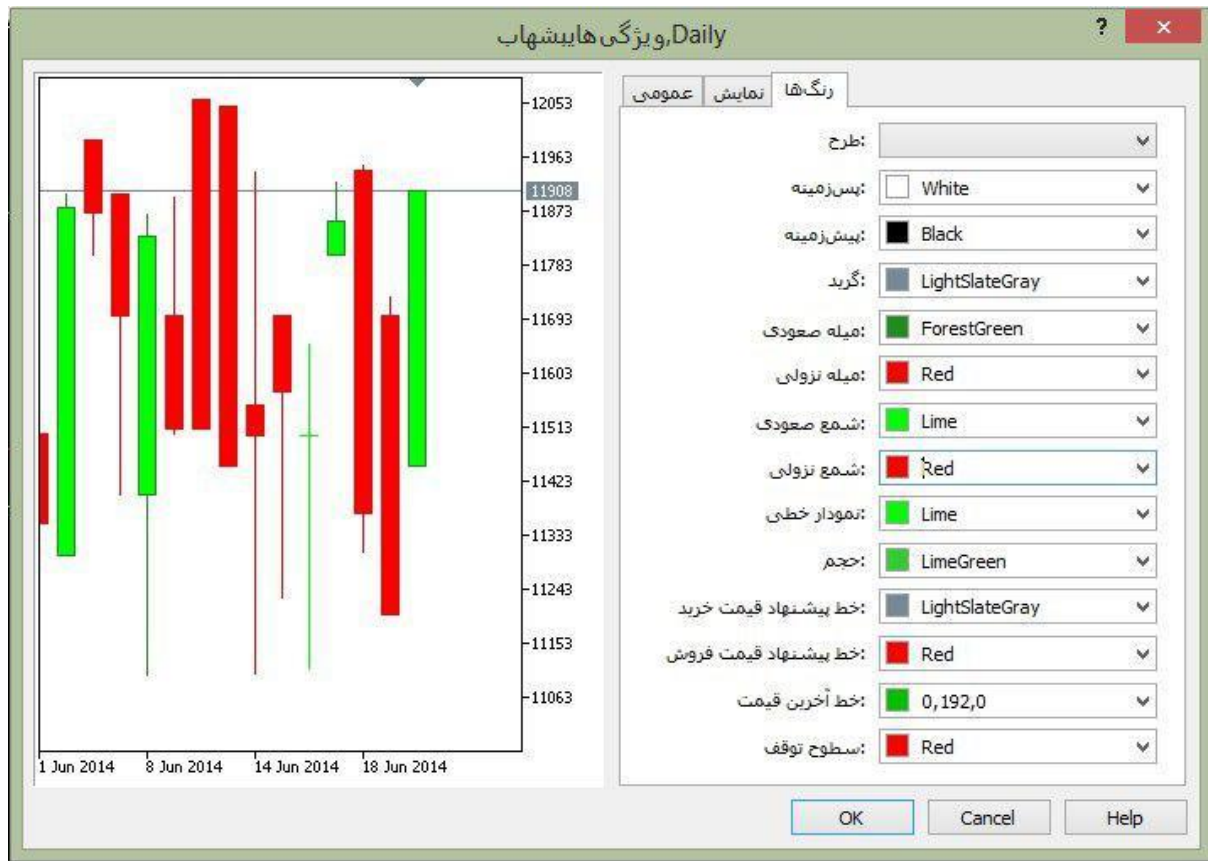 ویژگی‌هایبشهاب,Daily
?
12053
11963
11908
11873
11783
11693
11603
11513
11423
11333
11243
11153
11063
1 Jun 2014
8 Jun 2014
14 Jun 2014
18 Jun 2014
رنگ‌ها
نمایش
عمومی
طرح:
پس‌زمینه: White
پیش‌زمینه: Black
گرید: LightSlateGray
میله صعودی: ForestGreen
میله نزولی: Red
شمع صعودی: Lime
شمع نزولی: Red
نمودار خطی: Lime
حجم: LimeGreen
خط پیشنهاد قیمت خرید: LightSlateGray
خط پیشنهاد قیمت فروش: Red
خط آخرین قیمت: 0,192,0
سطوح توقف: Red
OK
Cancel
Help